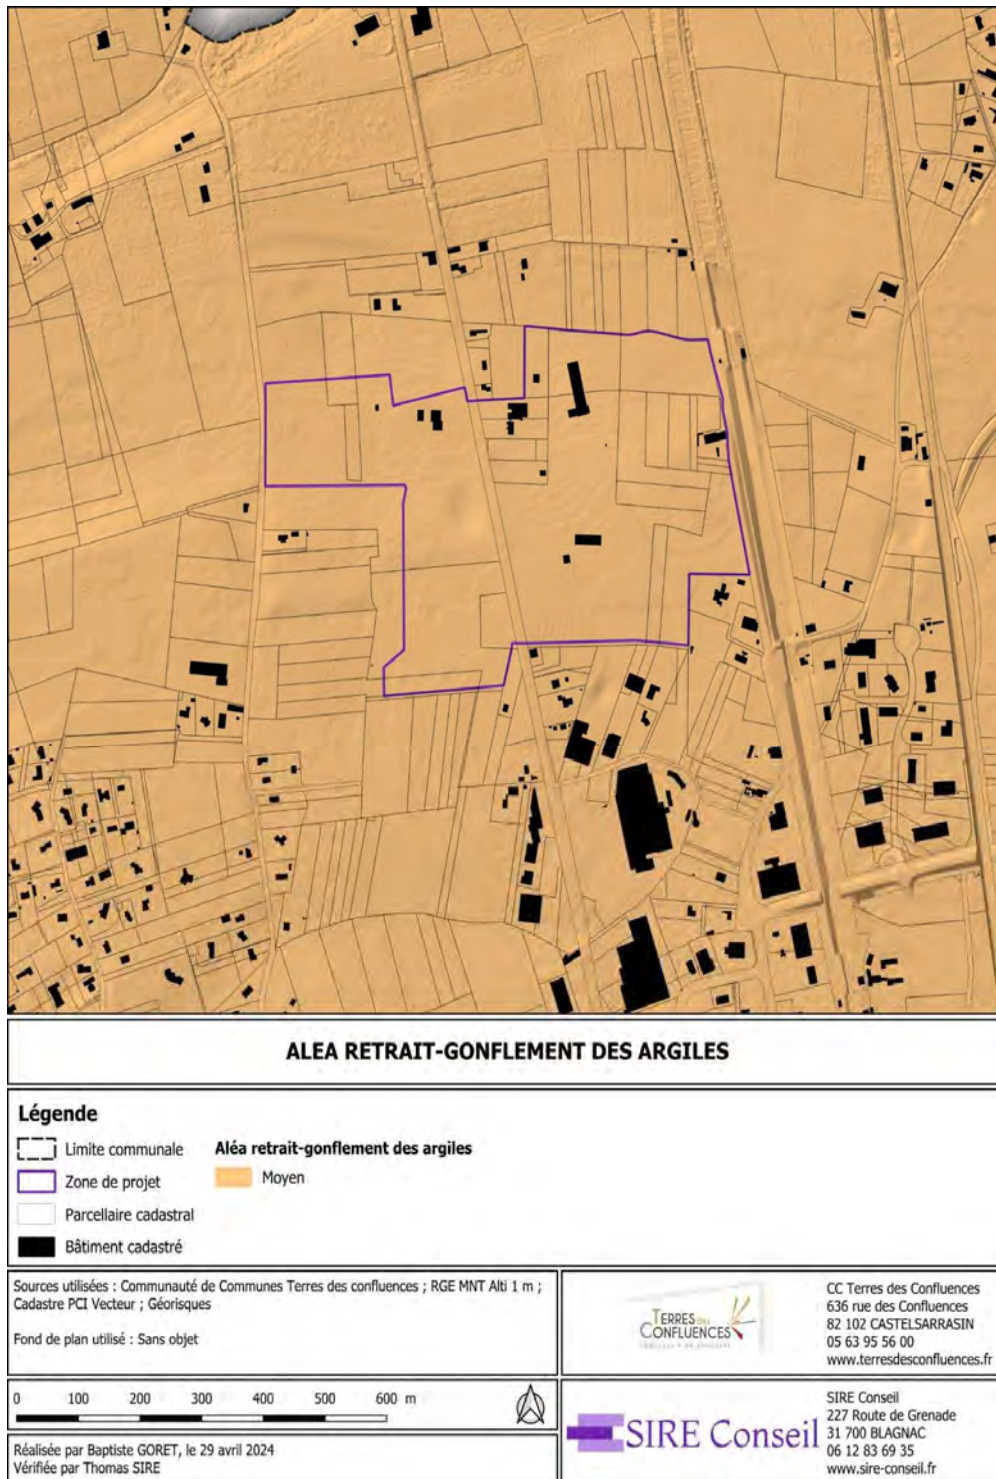 ALEA RETRAIT-GONFLEMENT DES ARGILES
Légende
Limite communale
Zone de projet
Parcellaire cadastral
Bâtiment cadastré
Aléa retrait-gonflement des argiles
Moyen
Sources utilisées : Communauté de Communes Terres des confluences ; RGE MNT Alti 1 m ;
Cadastre PCI Vecteur ; Géorisques
Fond de plan utilisé : Sans objet
TERRES DES
CONFLUENCES
CC Terres des Confluences
636 rue des Confluences
82 102 CASTELSARRASIN
05 63 95 56 00
www.terresdesconfluences.fr
0 100 200 300 400 500 600 m
Réalisée par Baptiste GORET, le 29 avril 2024
Vérifiée par Thomas SIRE
SIRE Conseil
SIRE Conseil
227 Route de Grenade
31 700 BLAGNAC
06 12 83 69 35
www.sire-conseil.fr